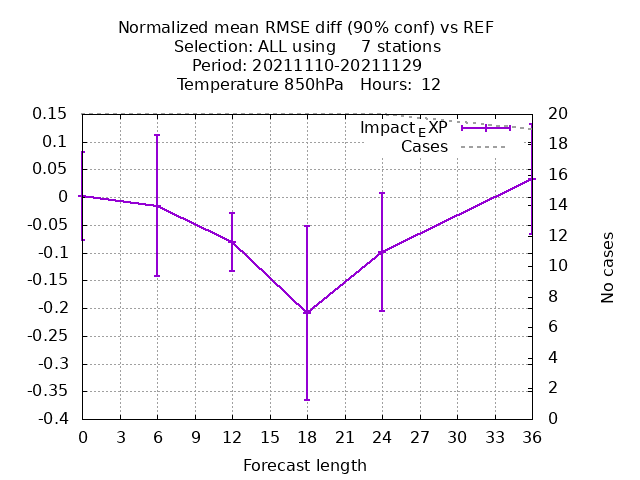 Normalized mean RMSE diff (90% conf) vs REF
Selection: ALL using     7 stations
Period: 20211110-20211129
Temperature 850hPa   Hours:  12
Impact_EXP
Cases
0.15
0.1
0.05
0
-0.05
-0.1
-0.15
-0.2
-0.25
-0.3
-0.35
-0.4
20
18
16
14
12
10
8
6
4
2
0
No cases
0 3 6 9 12 15 18 21 24 27 30 33 36
Forecast length